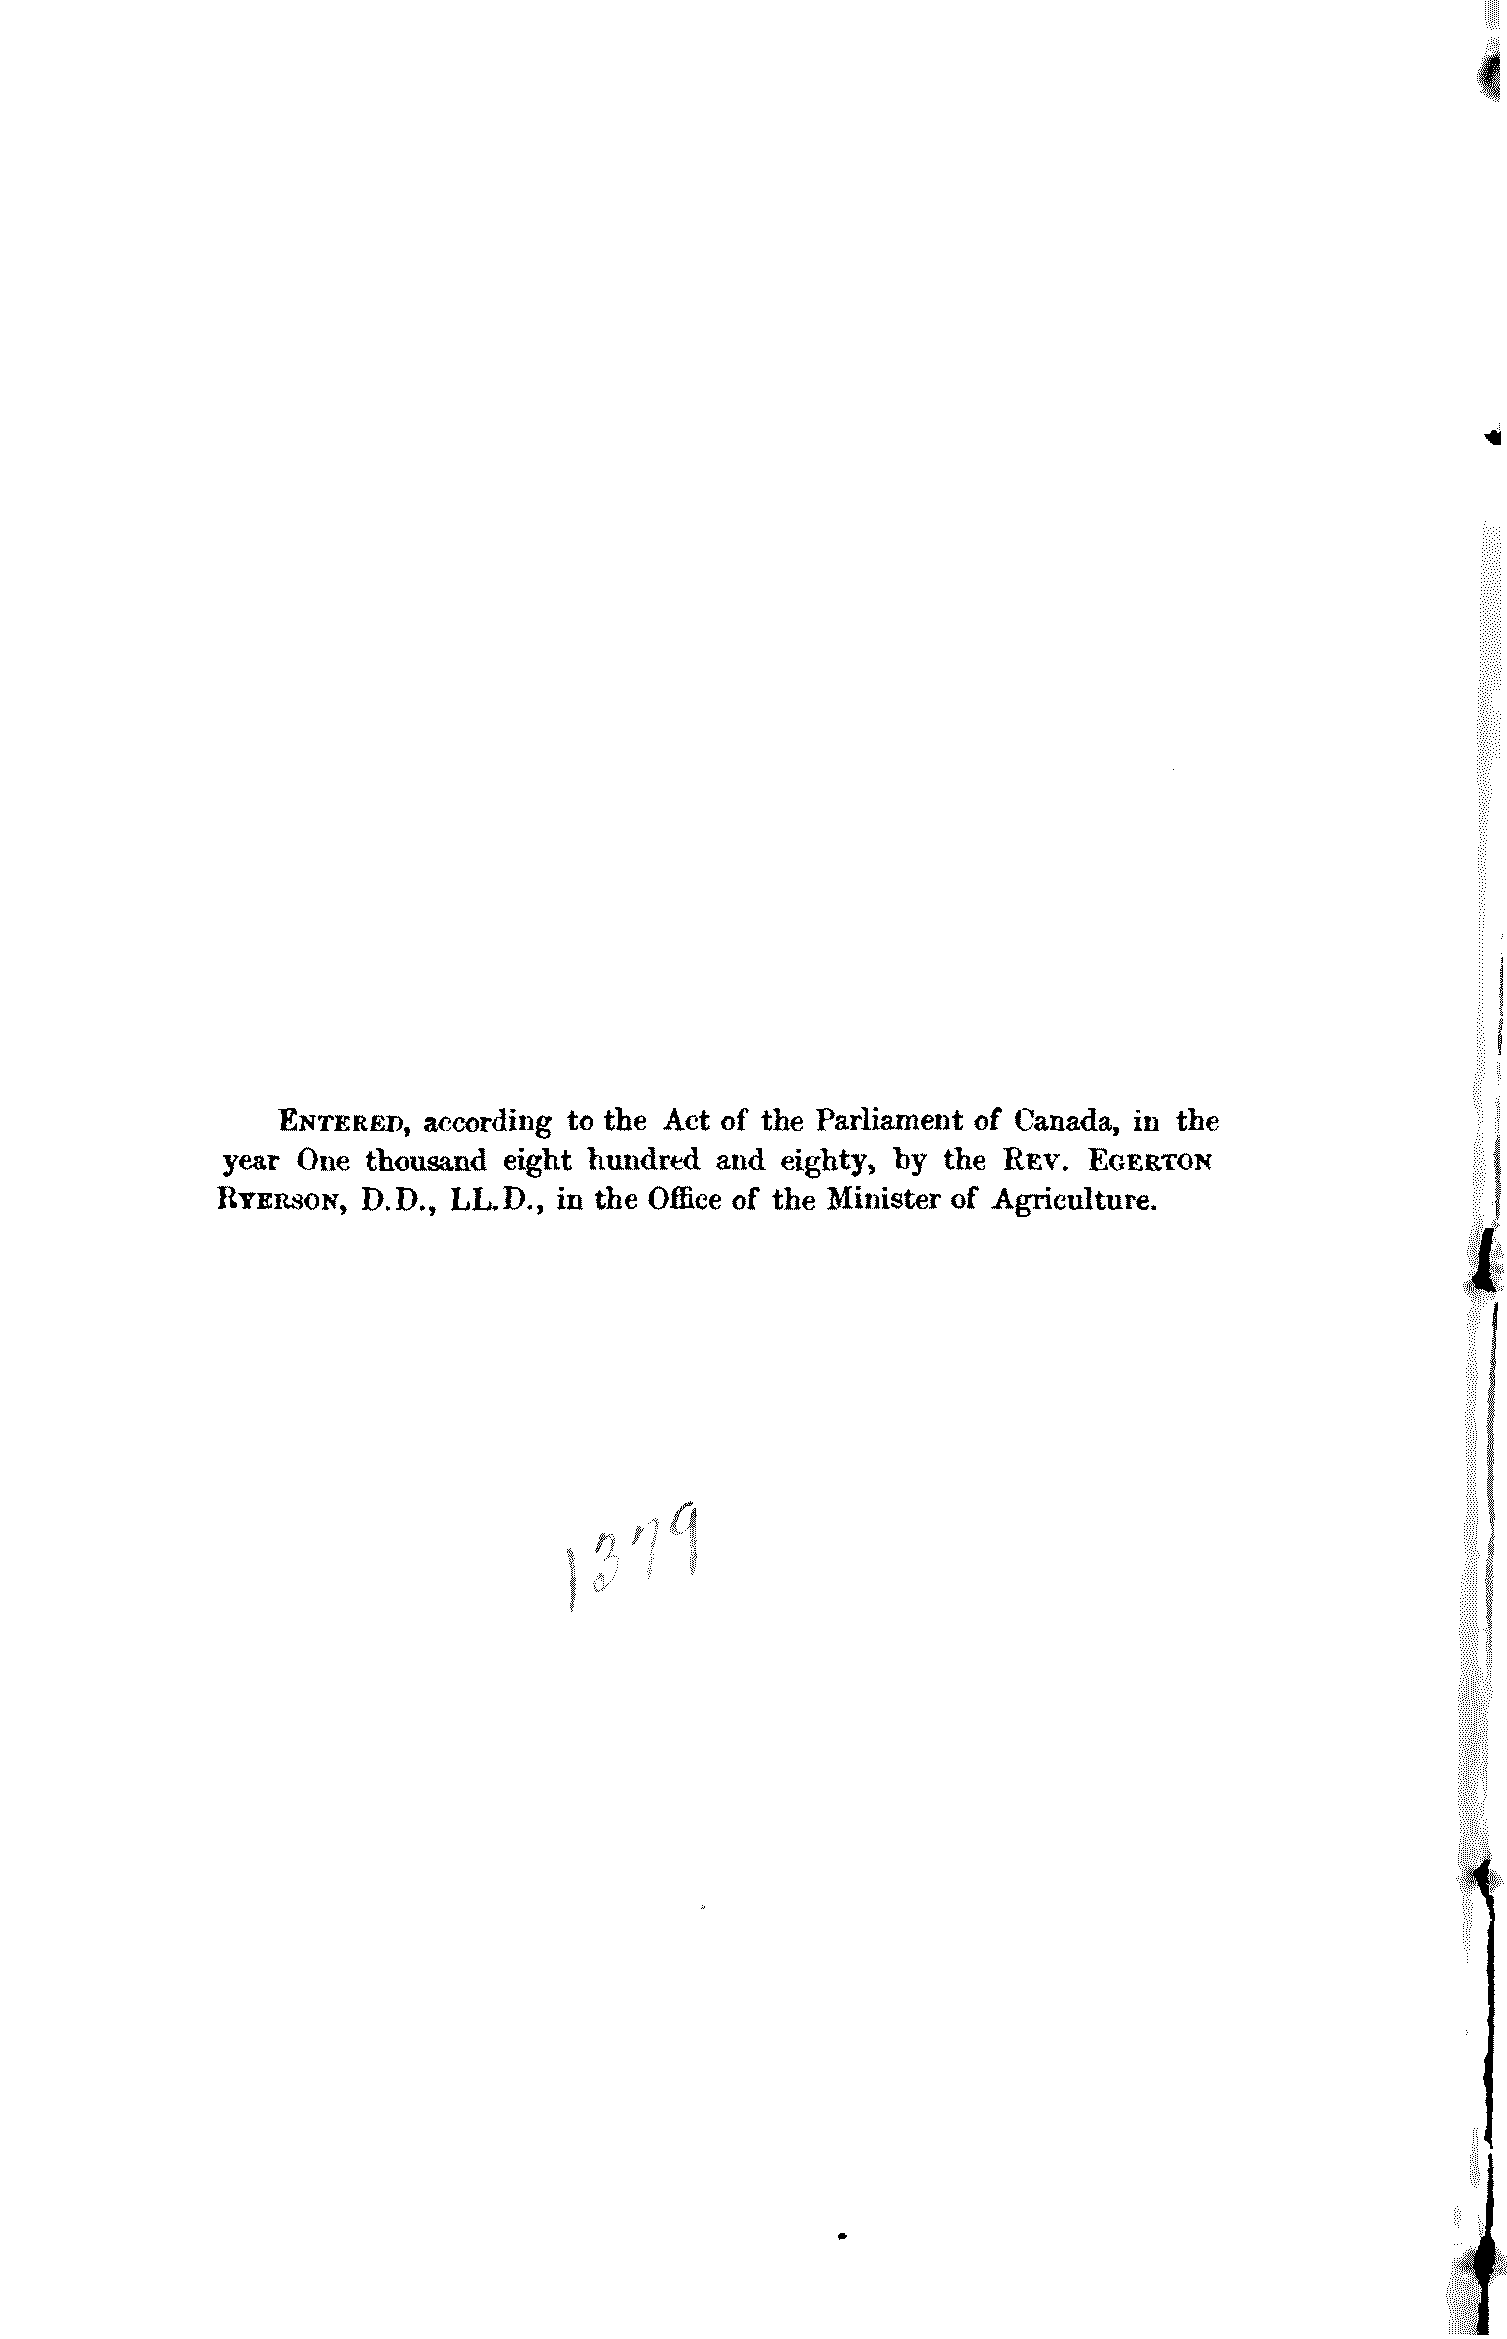 ENTERED, according to the Act of the Parliament of Canada, in the
year One thousand eight hundred and eighty, by the REV. EGERTON
RYERSON, D.D., LL.D., in the Office of the Minister of Agriculture.
1379